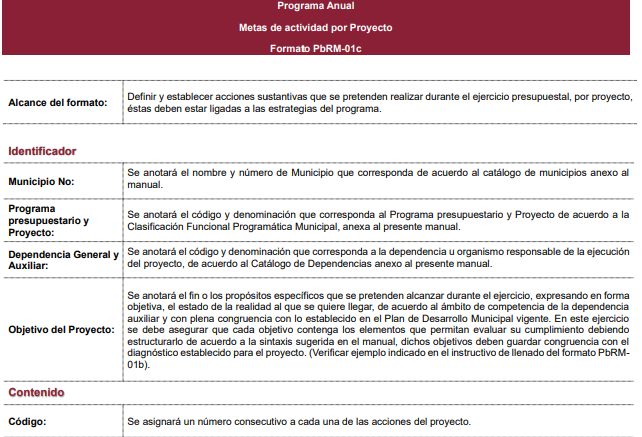 Programa Anual
Metas de actividad por Proyecto
Formato PbRM-01c
Alcance del formato:
Definir y establecer acciones sustantivas que se pretenden realizar durante el ejercicio presupuestal, por proyecto,
éstas deben estar ligadas a las estrategias del programa.
Identificador
Municipio No:
Se anotará el nombre y número de Municipio que corresponda de acuerdo al catálogo de municipios anexo al
manual.
Programa
presupuestario y
Proyecto:
Se anotará el código y denominación que corresponda al Programa presupuestario y Proyecto de acuerdo a la
Clasificación Funcional Programática Municipal, anexa al presente manual.
Dependencia General y
Auxiliar:
Se anotará el código y denominación que corresponda a la dependencia u organismo responsable de la ejecución
del proyecto, de acuerdo al Catálogo de Dependencias anexo al presente manual.
Objetivo del Proyecto:
Se anotará el fin o los propósitos específicos que se pretenden alcanzar durante el ejercicio, expresando en forma
objetiva, el estado de la realidad al que se quiere llegar, de acuerdo al ámbito de competencia de la dependencia
auxiliar y con plena congruencia con lo establecido en el Plan de Desarrollo Municipal vigente. En este ejercicio
se debe asegurar que cada objetivo contenga los elementos que permitan evaluar su cumplimiento debiendo
estructurarlo de acuerdo a la sintaxis sugerida en el manual, dichos objetivos deben guardar congruencia con el
diagnóstico establecido para el proyecto. (Verificar ejemplo indicado en el instructivo de llenado del formato PbRM-
01b).
Contenido
Código:
Se asignará un número consecutivo a cada una de las acciones del proyecto.